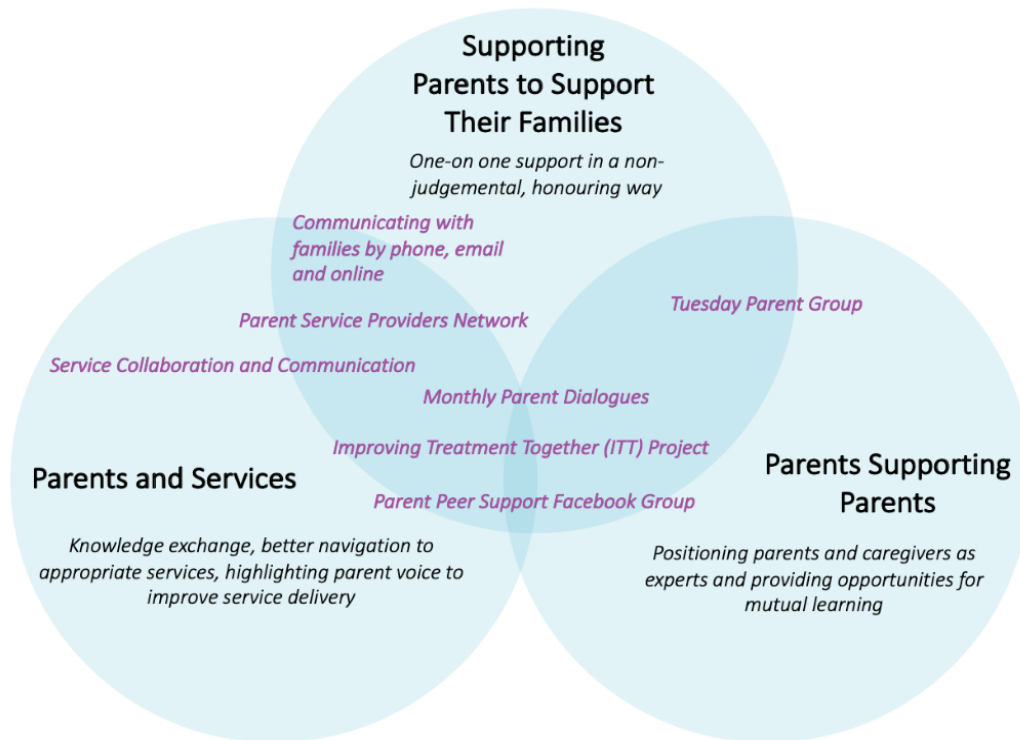 Supporting
Parents to Support
Their Families
One-on one support in a non-
judgemental, honouring way
Communicating with
families by phone, email
and online
Tuesday Parent Group
Parent Service Providers Network
Service Collaboration and Communication
Monthly Parent Dialogues
Improving Treatment Together (ITT) Project
Parent Peer Support Facebook Group
Parents and Services
Knowledge exchange, better navigation to
appropriate services, highlighting parent voice to
improve service delivery
Parents Supporting
Parents
Positioning parents and caregivers as
experts and providing opportunities for
mutual learning